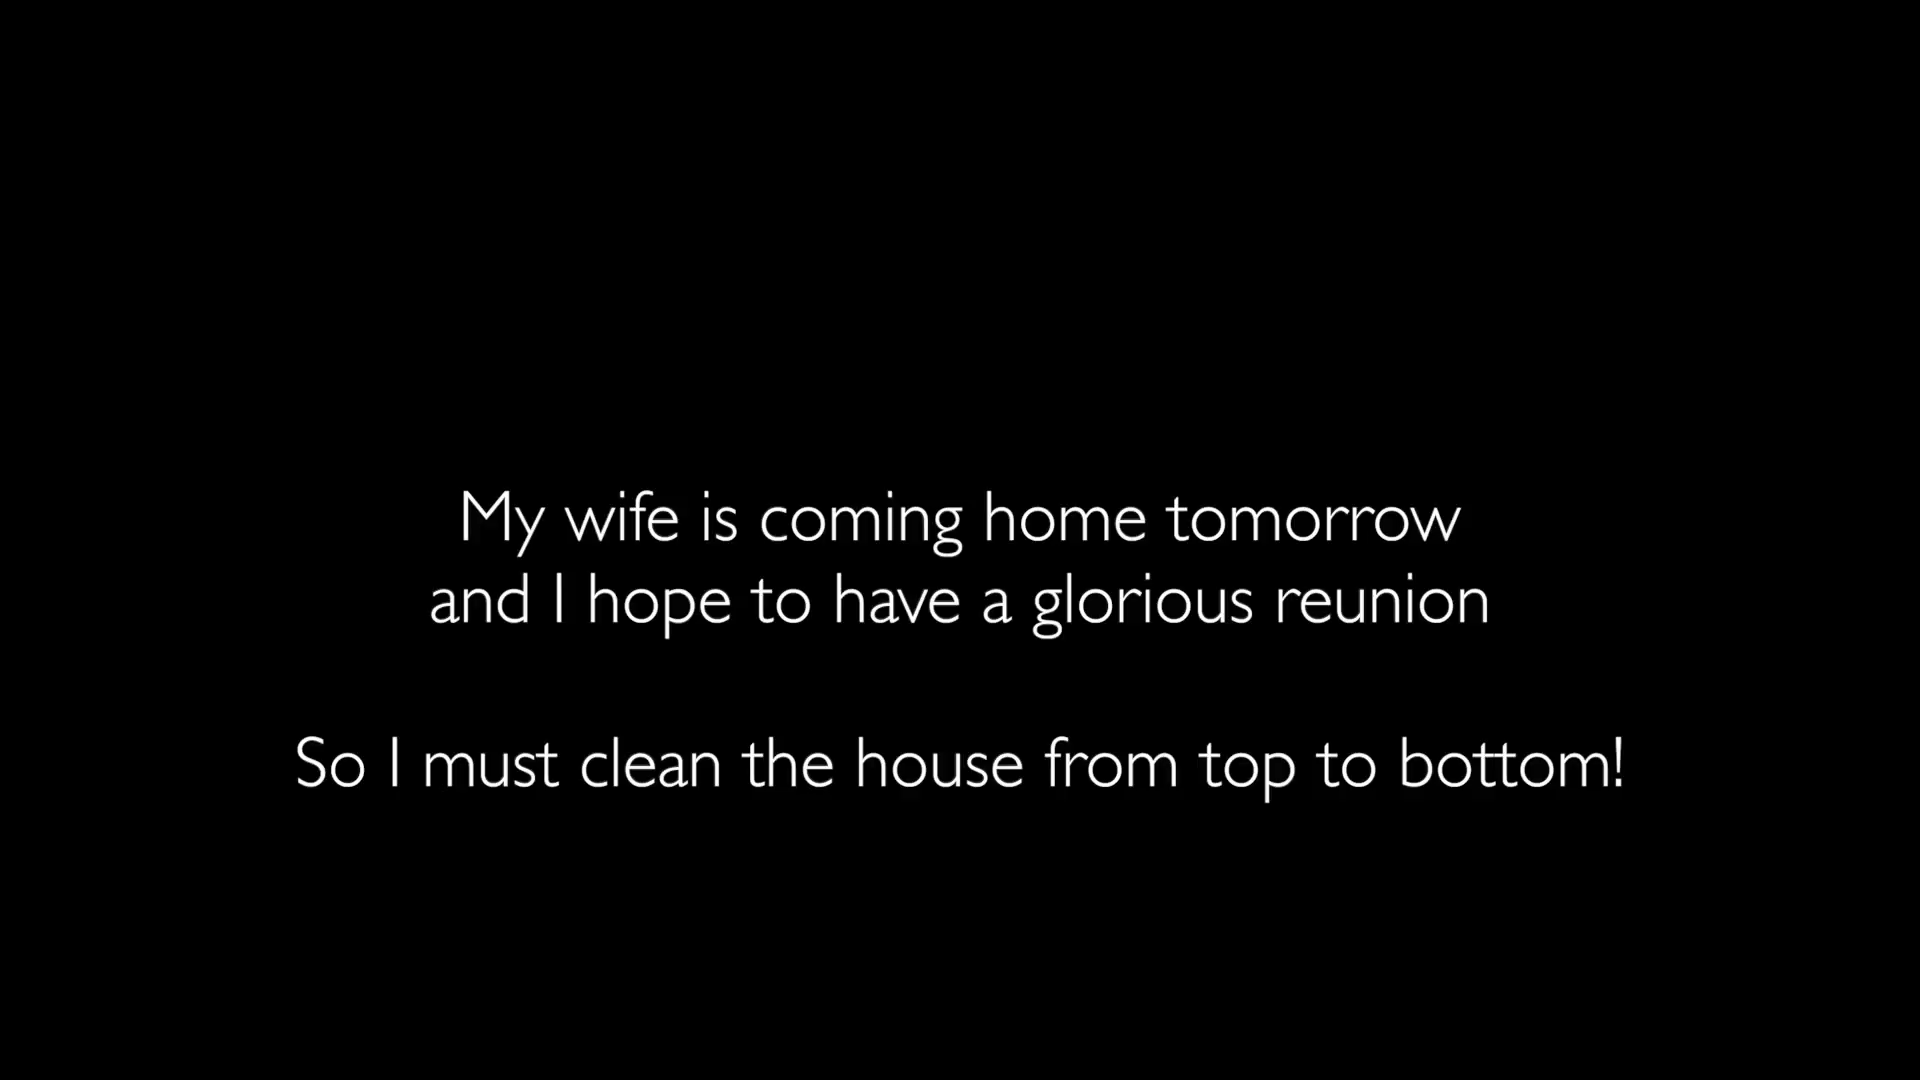 My wife is coming home tomorrow
and I hope to have a glorious reunion
So I must clean the house from top to bottom!